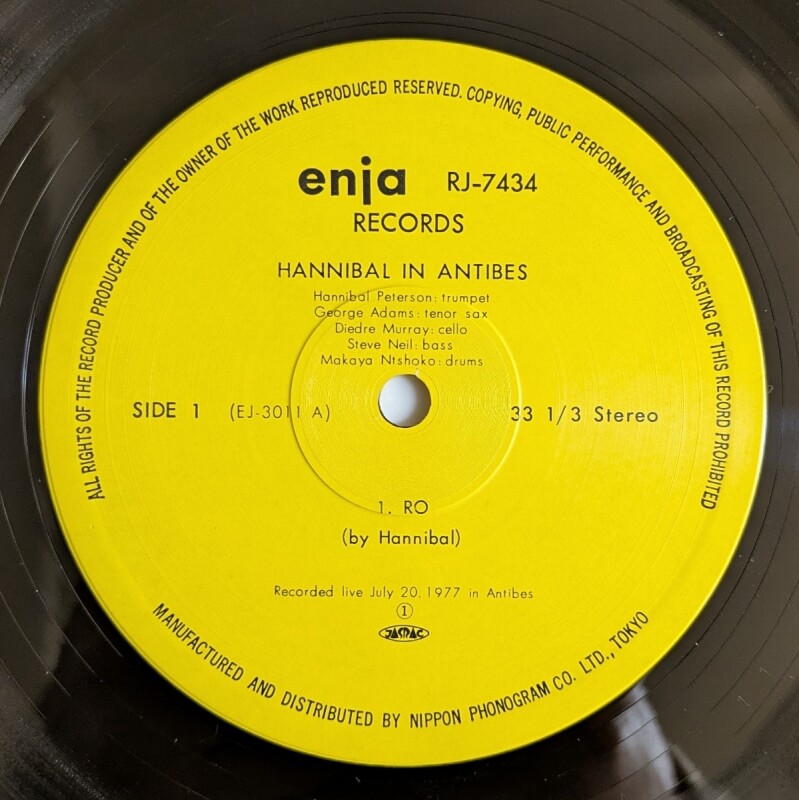 ALL RIGHTS OF THE RECORD PRODUCER AND OF THE OWNER OF THE WORK REPRODUCED RESERVED. COPYING, PUBLIC PERFORMANCE AND BROADCASTING OF THIS RECORD PROHIBITED
enja RJ-7434
RECORDS
HANNIBAL IN ANTIBES
Hannibal Peterson: trumpet
George Adams: tenor sax
Diedre Murray: cello
Steve Neil: bass
Makaya Ntshoko: drums
SIDE 1 (EJ-3011 A) 33 1/3 Stereo
1. RO
(by Hannibal)
Recorded live July 20, 1977 in Antibes
①
JASRAC
MANUFACTURED AND DISTRIBUTED BY NIPPON PHONOGRAM CO. LTD., TOKYO